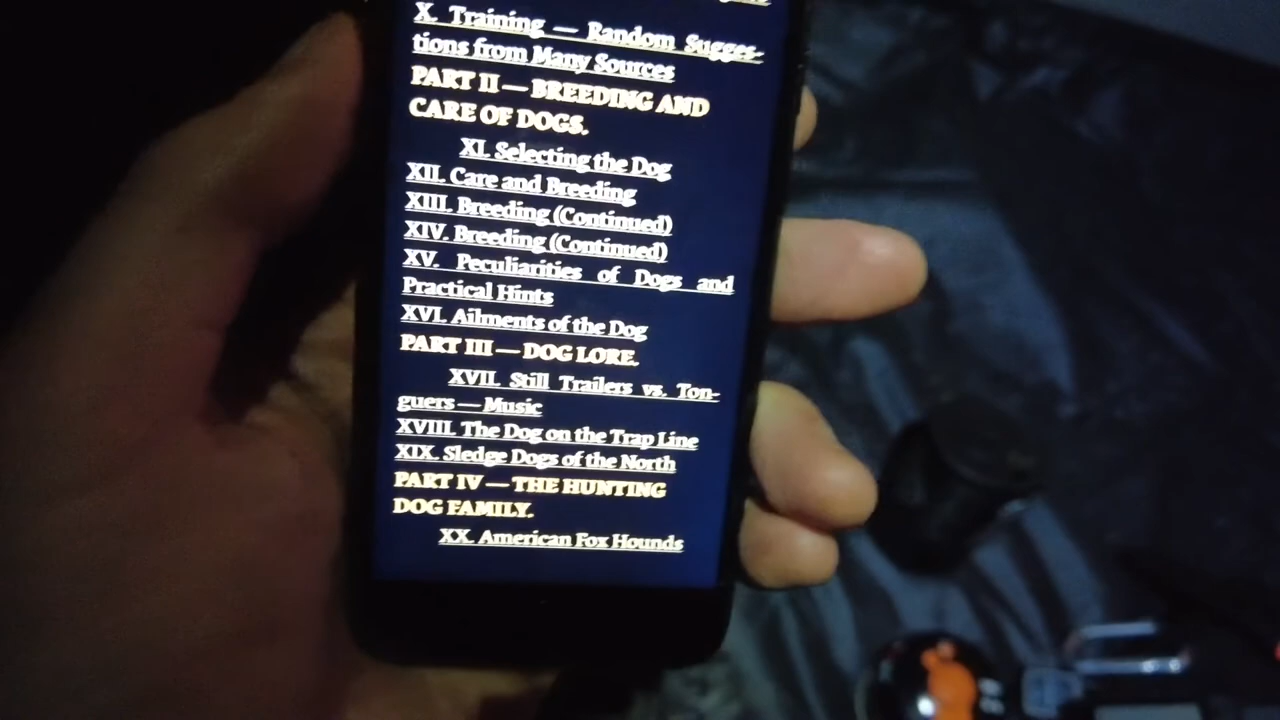 X. Training — Random Sugges-
tions from Many Sources
PART II — BREEDING AND
CARE OF DOGS.
XI. Selecting the Dog
XII. Care and Breeding
XIII. Breeding (Continued)
XIV. Breeding (Continued)
XV. Peculiarities of Dogs and
Practical Hints
XVI. Ailments of the Dog
PART III — DOG LORE.
XVII. Still Trailers vs. Ton-
guers — Music
XVIII. The Dog on the Trap Line
XIX. Sledge Dogs of the North
PART IV — THE HUNTING
DOG FAMILY.
XX. American Fox Hounds